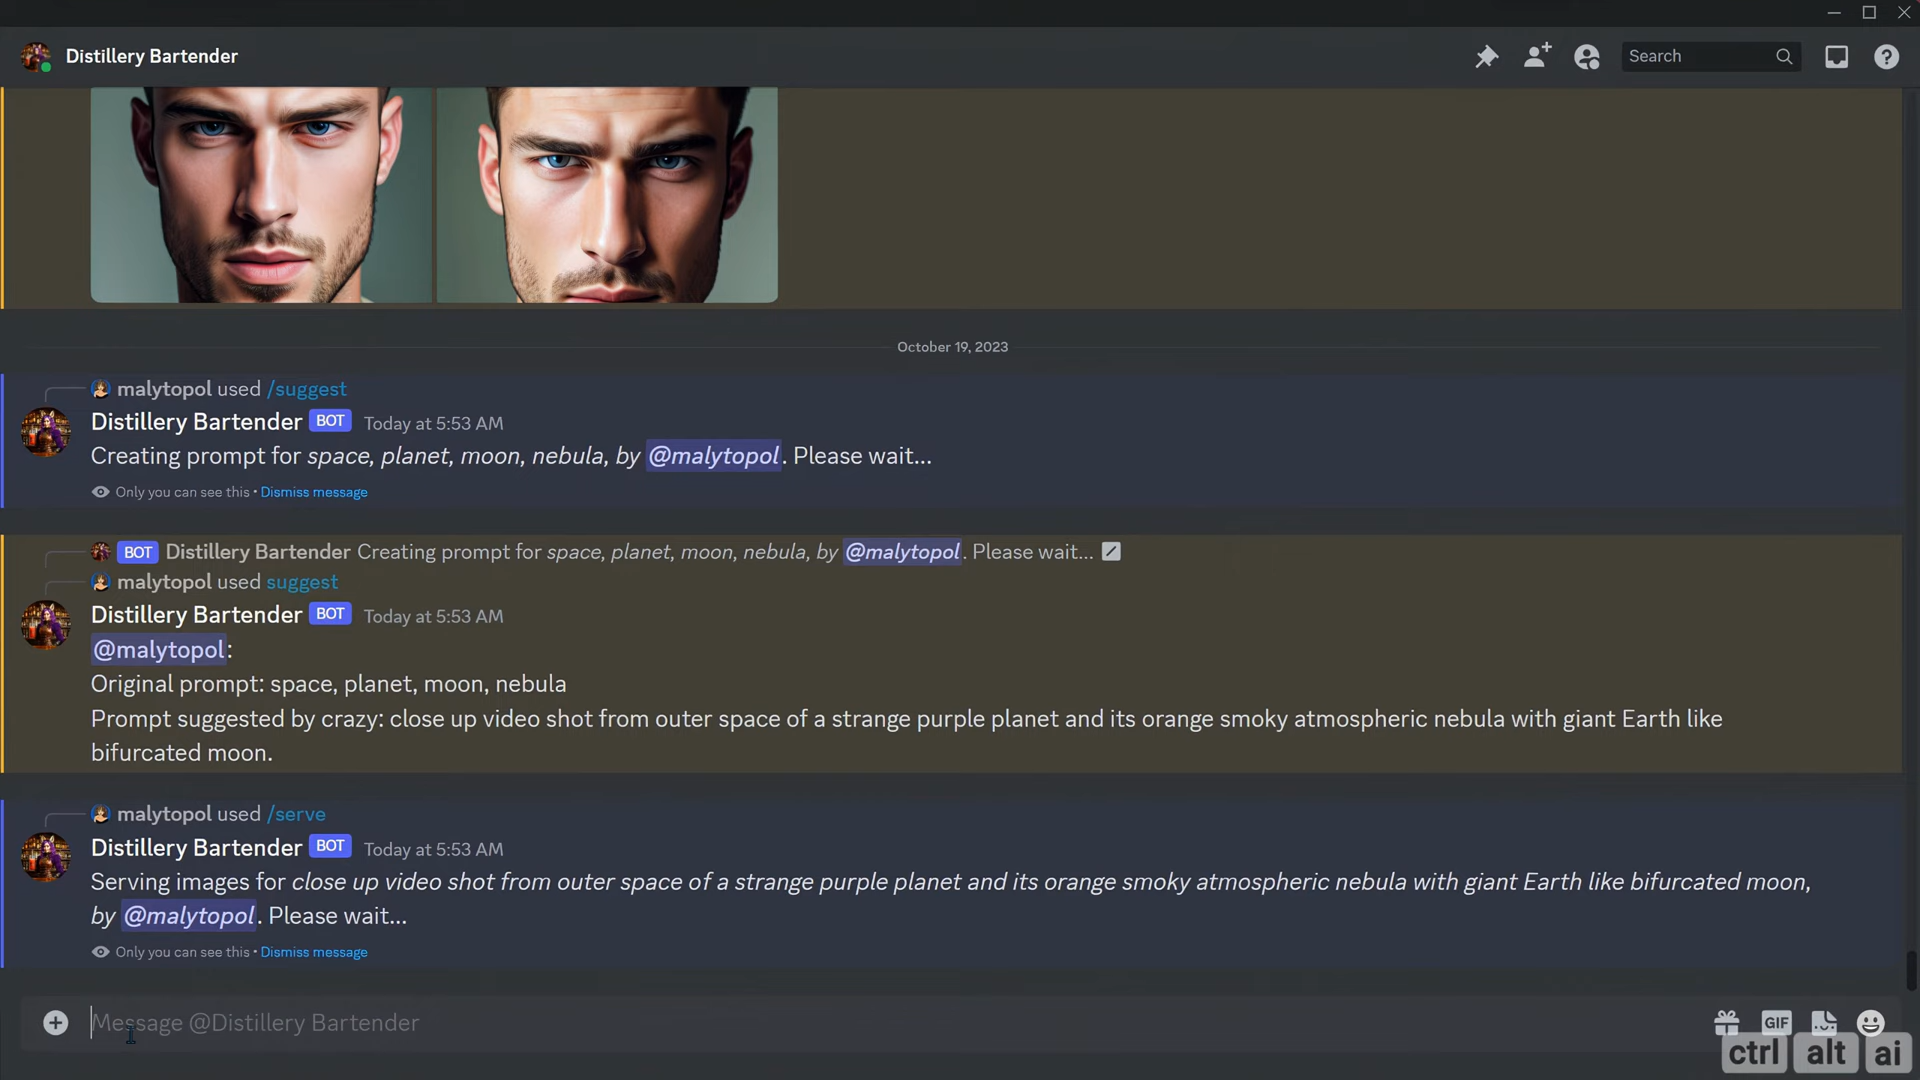 Distillery Bartender
Search
October 19, 2023
malytopol used /suggest
Distillery Bartender BOT Today at 5:53 AM
Creating prompt for space, planet, moon, nebula, by @malytopol. Please wait...
Only you can see this • Dismiss message
BOT Distillery Bartender Creating prompt for space, planet, moon, nebula, by @malytopol. Please wait...
malytopol used suggest
Distillery Bartender BOT Today at 5:53 AM
@malytopol:
Original prompt: space, planet, moon, nebula
Prompt suggested by crazy: close up video shot from outer space of a strange purple planet and its orange smoky atmospheric nebula with giant Earth like
bifurcated moon.
malytopol used /serve
Distillery Bartender BOT Today at 5:53 AM
Serving images for close up video shot from outer space of a strange purple planet and its orange smoky atmospheric nebula with giant Earth like bifurcated moon,
by @malytopol. Please wait...
Only you can see this • Dismiss message
Message @Distillery Bartender
GIF
ctrl alt ai